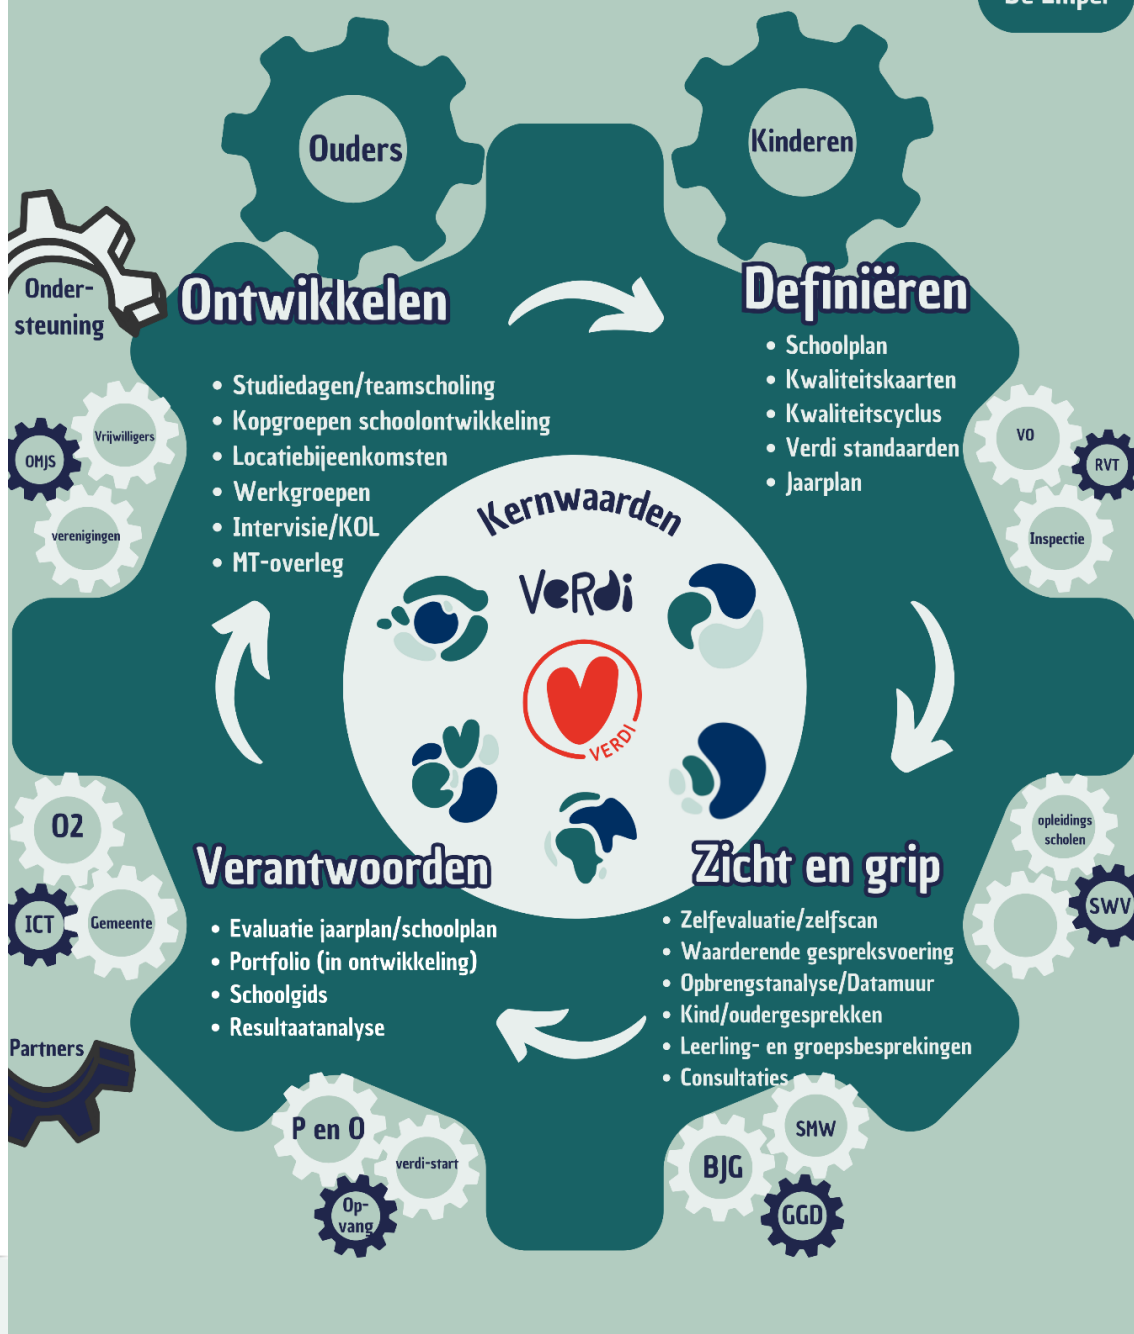 Ouders
Kinderen
Onder-
steuning
Ontwikkelen
Studiedagen/teamscholing
Kopgroepen schoolontwikkeling
Locatiebijeenkomsten
Werkgroepen
Intervisie/KOL
MT-overleg
Definiëren
Schoolplan
Kwaliteitskaarten
Kwaliteitscyclus
Verdi standaarden
Jaarplan
Vrijwilligers
OMJS
verenigingen
VO
RVT
Inspectie
Kernwaarden
VeRdi
VERDI
O2
ICT
Gemeente
Verantwoorden
Evaluatie jaarplan/schoolplan
Portfolio (in ontwikkeling)
Schoolgids
Resultaatanalyse
Zicht en grip
Zelfevaluatie/zelfscan
Waarderende gespreksvoering
Opbrengstanalyse/Datamuur
Kind/oudergesprekken
Leerling- en groepsbesprekingen
Consultaties
opleidings
scholen
SWV
Partners
P en O
verdi-start
Op-
vang
SMW
BJG
GGD